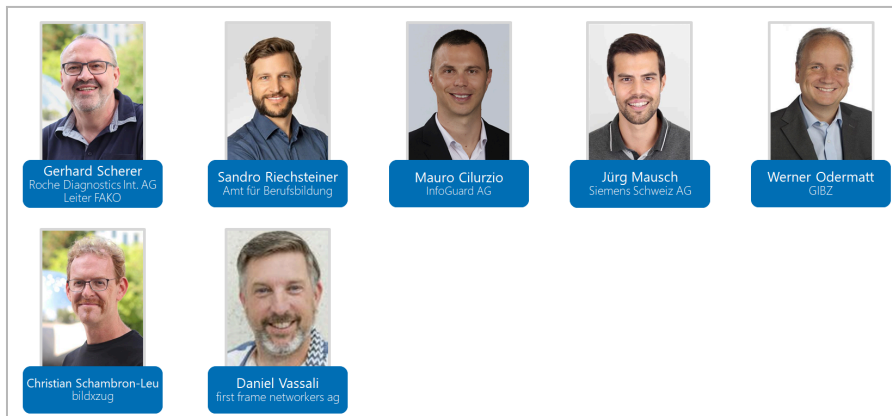 Gerhard Scherer
Roche Diagnostics Int. AG
Leiter FAKO
Sandro Riechsteiner
Amt für Berufsbildung
Mauro Cilurzio
InfoGuard AG
Jürg Mausch
Siemens Schweiz AG
Werner Odermatt
GIBZ
Christian Schambron-Leu
bildxzug
Daniel Vassali
first frame networkers ag